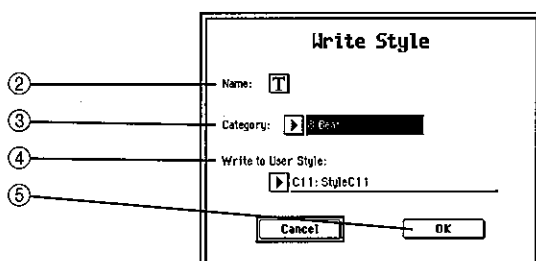 Write Style
② Name: T
③ Category: 8 Beat
④ Write to User Style:
C11: StyleC11
⑤
Cancel OK